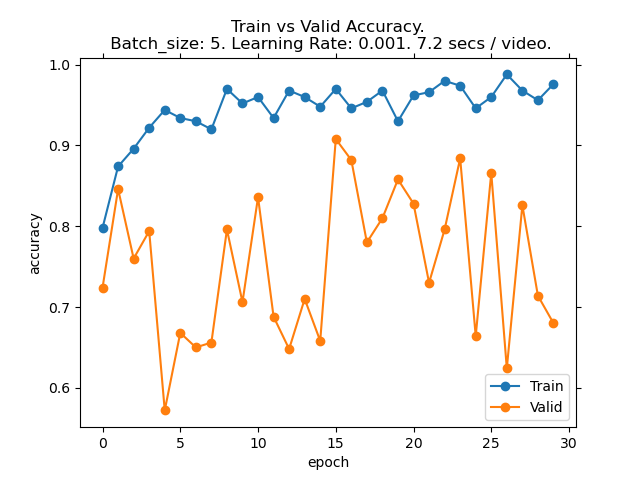 Train vs Valid Accuracy.
Batch_size: 5. Learning Rate: 0.001. 7.2 secs / video.
1.0
0.9
0.8
0.7
0.6
accuracy
Train
Valid
0 5 10 15 20 25 30
epoch